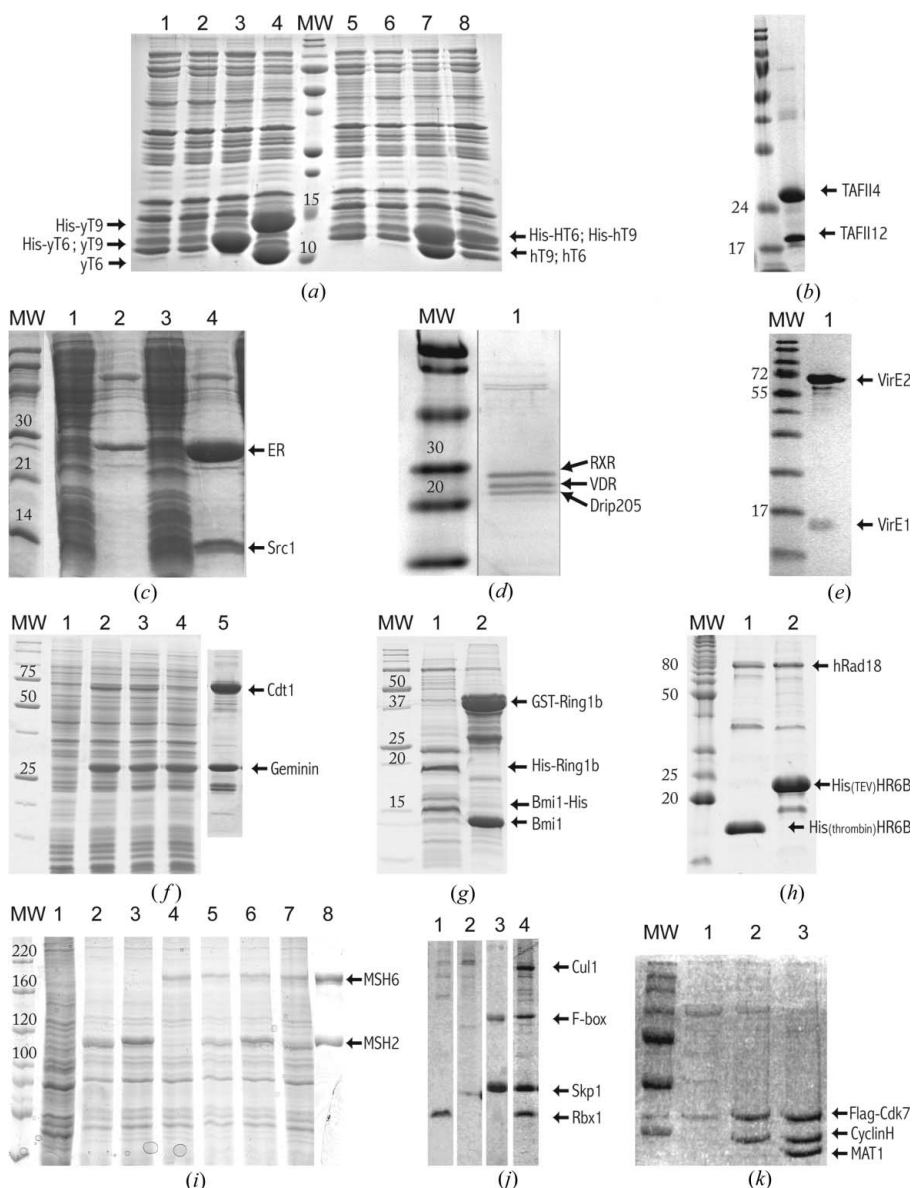 1 2 3 4 MW 5 6 7 8
His-yT9
His-yT6 ; yT9
yT6
15
10
His-HT6; His-hT9
hT9; hT6
(a)
24
17
TAFII4
TAFII12
(b)
MW 1 2 3 4
30
21
14
ER
Src1
(c)
MW 1
30
20
RXR
VDR
Drip205
(d)
MW 1
72
55
17
VirE2
VirE1
(e)
MW 1 2 3 4 5
75
50
25
Cdt1
Geminin
(f)
MW 1 2
50
37
25
20
15
GST-Ring1b
His-Ring1b
Bmi1-His
Bmi1
(g)
MW 1 2
80
50
25
20
hRad18
His(TEV)HR6B
His(thrombin)HR6B
(h)
MW 1 2 3 4 5 6 7 8
220
160
120
100
MSH6
MSH2
(i)
1 2 3 4
Cul1
F-box
Skp1
Rbx1
(j)
MW 1 2 3
Flag-Cdk7
CyclinH
MAT1
(k)